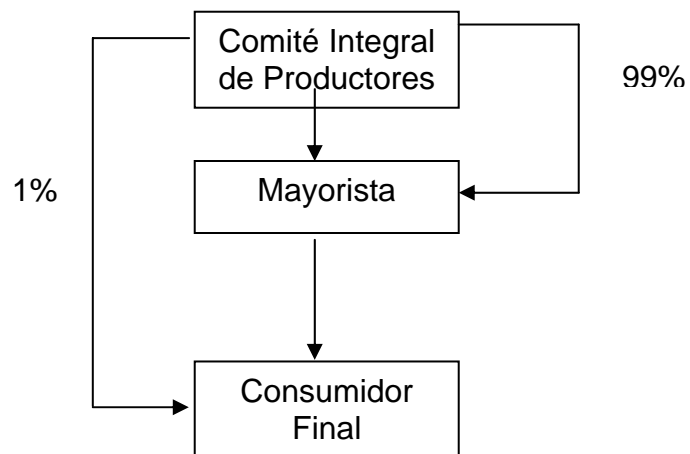 Comité Integral
de Productores
99%
Mayorista
1%
Consumidor
Final